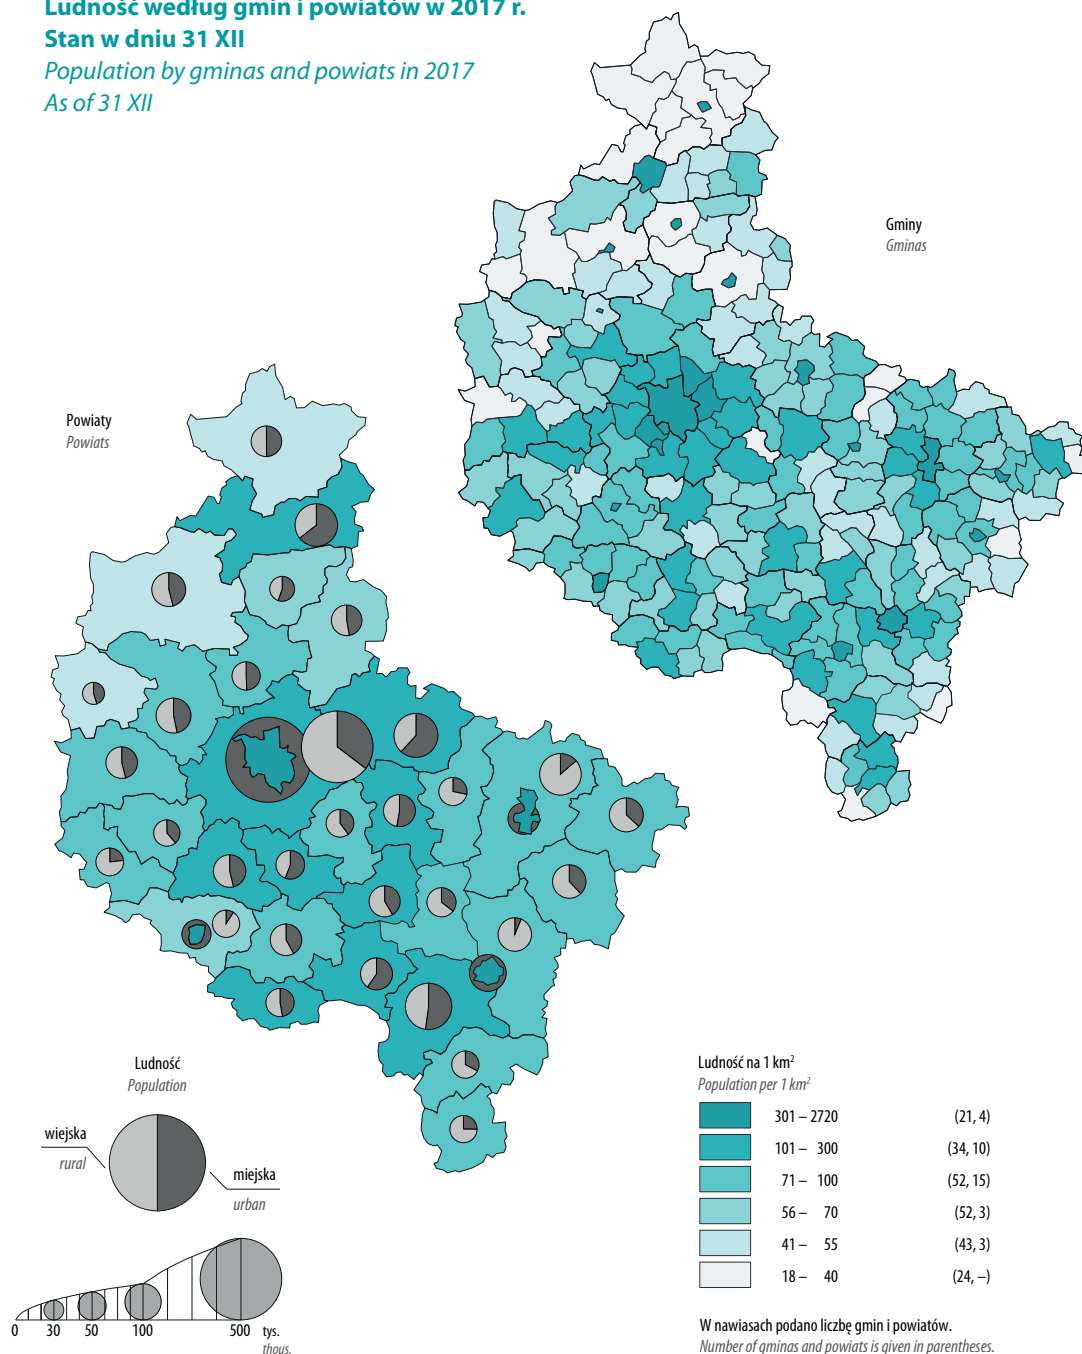 Ludność według gmin i powiatów w 2017 r.
Stan w dniu 31 XII
Population by gminas and powiats in 2017
As of 31 XII
Gminy
Gminas
Powiaty
Powiats
Ludność
Population
wiejska
rural
miejska
urban
0 30 50 100 500 tys.
thous.
Ludność na 1 km²
Population per 1 km²
301 – 2720 (21, 4)
101 – 300 (34, 10)
71 – 100 (52, 15)
56 – 70 (52, 3)
41 – 55 (43, 3)
18 – 40 (24, –)
W nawiasach podano liczbę gmin i powiatów.
Number of gminas and powiats is given in parentheses.